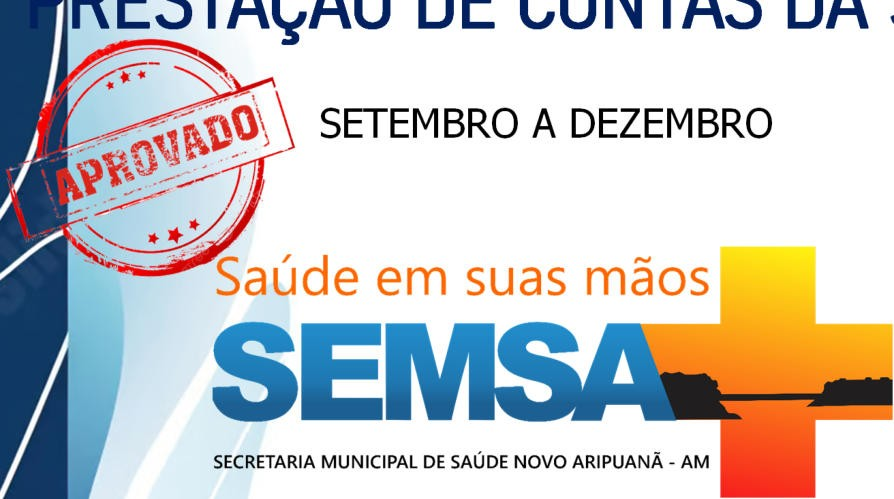 PRESTAÇÃO DE CONTAS DA
APROVADO
SETEMBRO A DEZEMBRO
Saúde em suas mãos
SEMSA
SECRETARIA MUNICIPAL DE SAÚDE NOVO ARIPUANÃ - AM